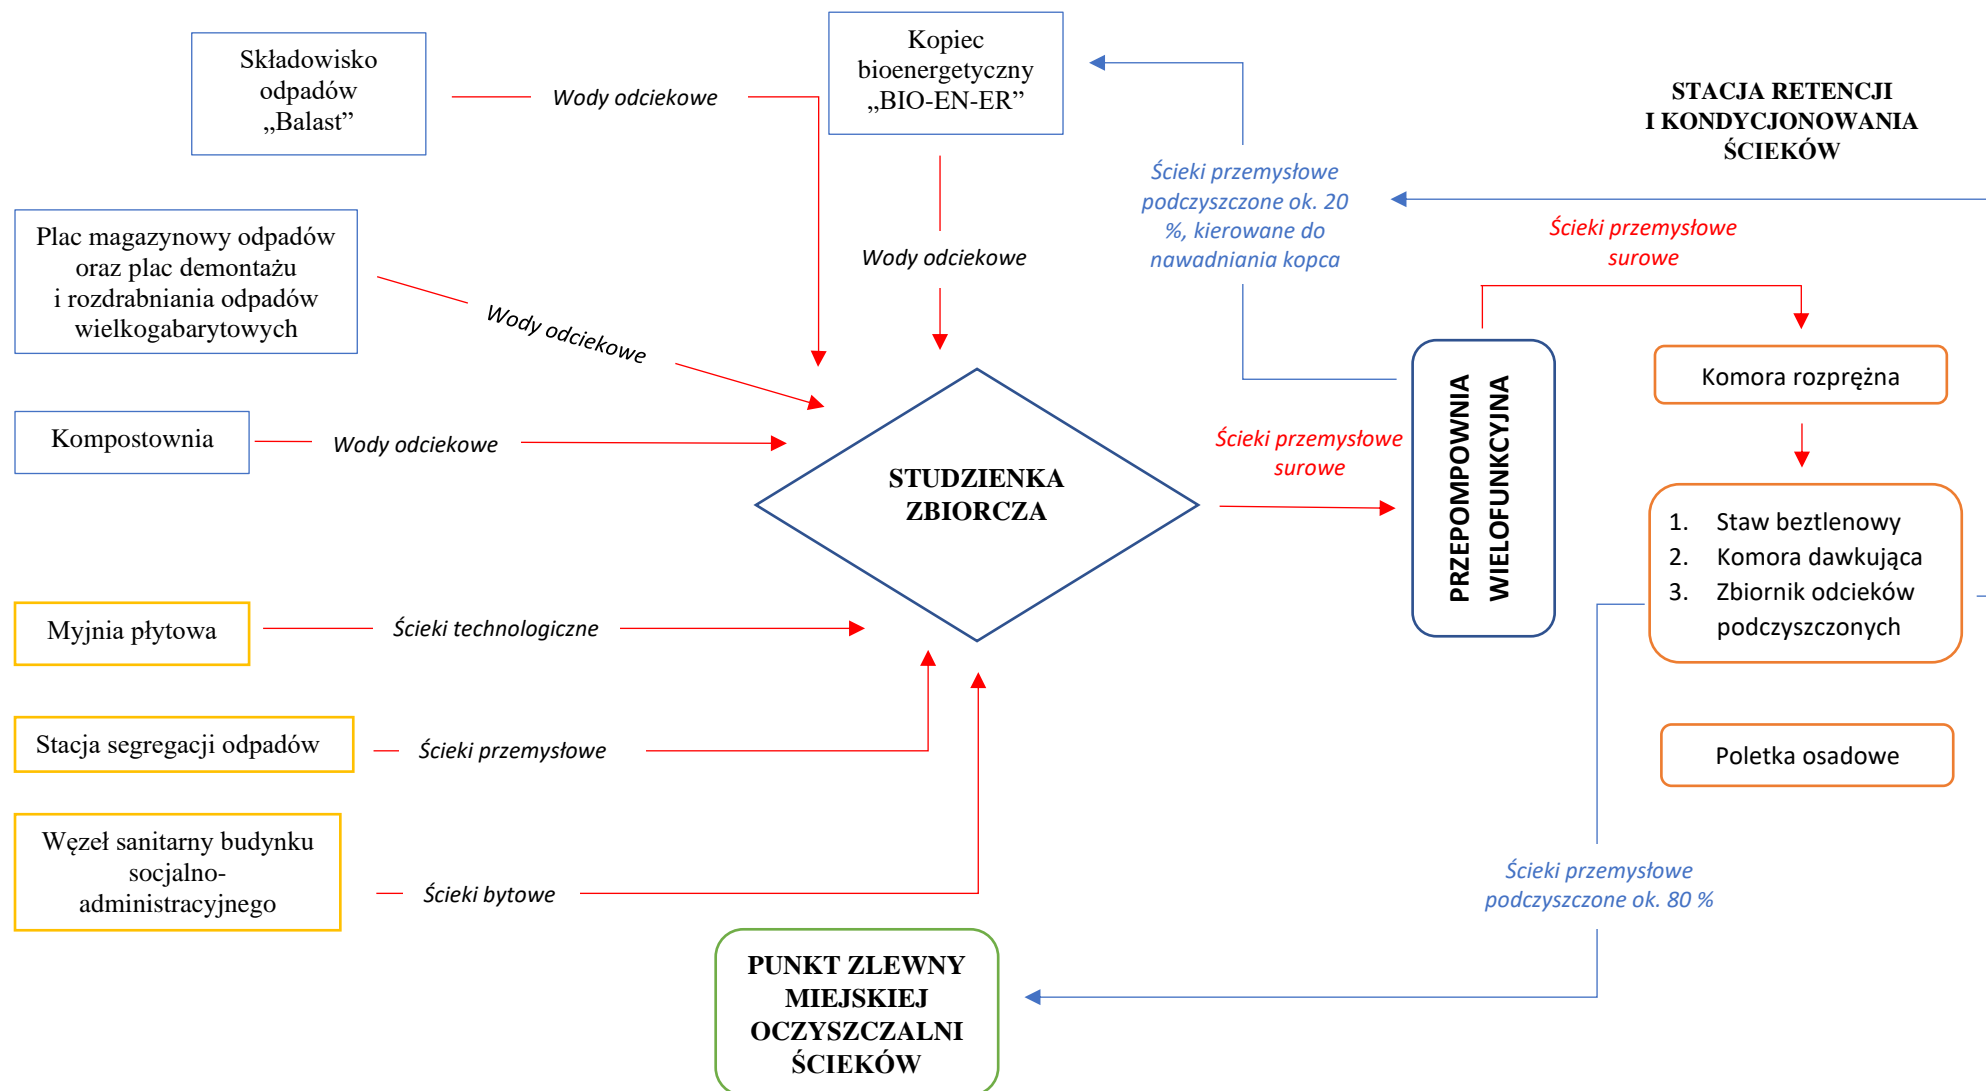 Składowisko
odpadów
„Balast”
Wody odciekowe
Kopiec
bioenergetyczny
„BIO-EN-ER”
STACJA RETENCJI
I KONDYCJONOWANIA
ŚCIEKÓW
Ścieki przemysłowe
podczyszczone ok. 20
%, kierowane do
nawadniania kopca
Plac magazynowy odpadów
oraz plac demontażu
i rozdrabniania odpadów
wielkogabarytowych
Wody odciekowe
Wody odciekowe
Ścieki przemysłowe
surowe
Komora rozprężna
Kompostownia
Wody odciekowe
STUDZIENKA
ZBIORCZA
Ścieki przemysłowe
surowe
PRZEPOMPOWNIA
WIELOFUNKCYJNA
1. Staw beztlenowy
2. Komora dawkująca
3. Zbiornik odcieków
podczyszczonych
Myjnia płytowa
Ścieki technologiczne
Stacja segregacji odpadów
Ścieki przemysłowe
Poletka osadowe
Węzeł sanitarny budynku
socjalno-
administracyjnego
Ścieki bytowe
Ścieki przemysłowe
podczyszczone ok. 80 %
PUNKT ZLEWNY
MIEJSKIEJ
OCZYSZCZALNI
ŚCIEKÓW